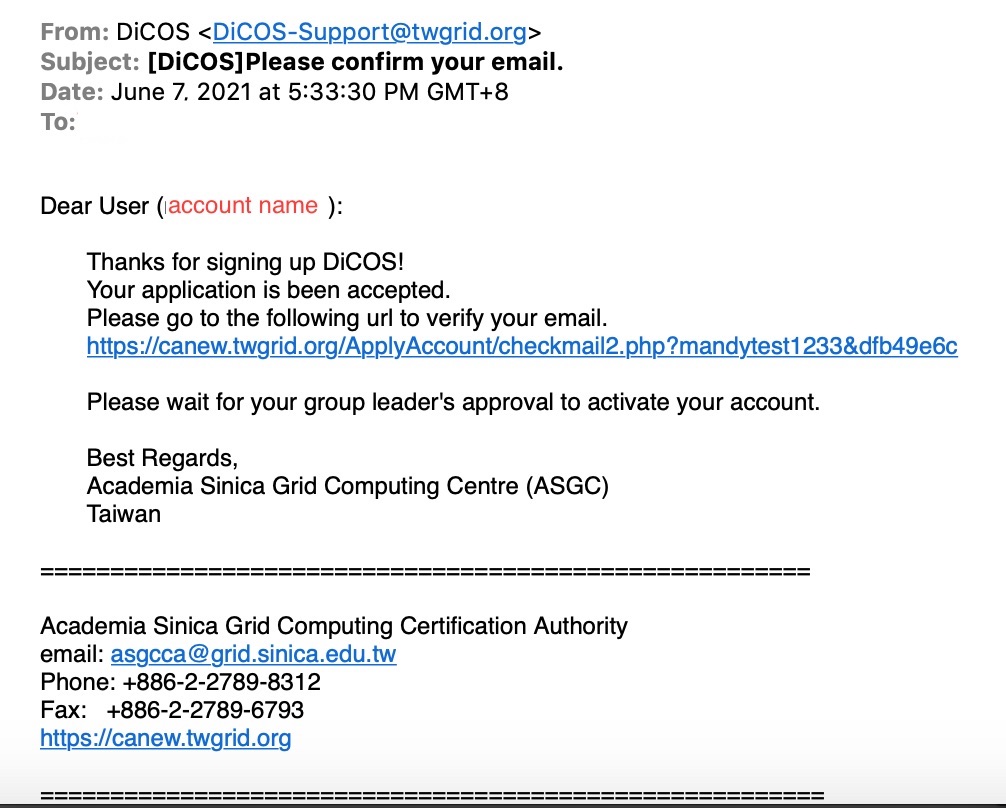 From: DiCOS <DiCOS-Support@twgrid.org>
Subject: [DiCOS]Please confirm your email.
Date: June 7, 2021 at 5:33:30 PM GMT+8
To:
Dear User (account name ):
Thanks for signing up DiCOS!
Your application is been accepted.
Please go to the following url to verify your email.
https://canew.twgrid.org/ApplyAccount/checkmail2.php?mandytest1233&dfb49e6c
Please wait for your group leader's approval to activate your account.
Best Regards,
Academia Sinica Grid Computing Centre (ASGC)
Taiwan
=======================================================
Academia Sinica Grid Computing Certification Authority
email: asgcca@grid.sinica.edu.tw
Phone: +886-2-2789-8312
Fax: +886-2-2789-6793
https://canew.twgrid.org
========================================================